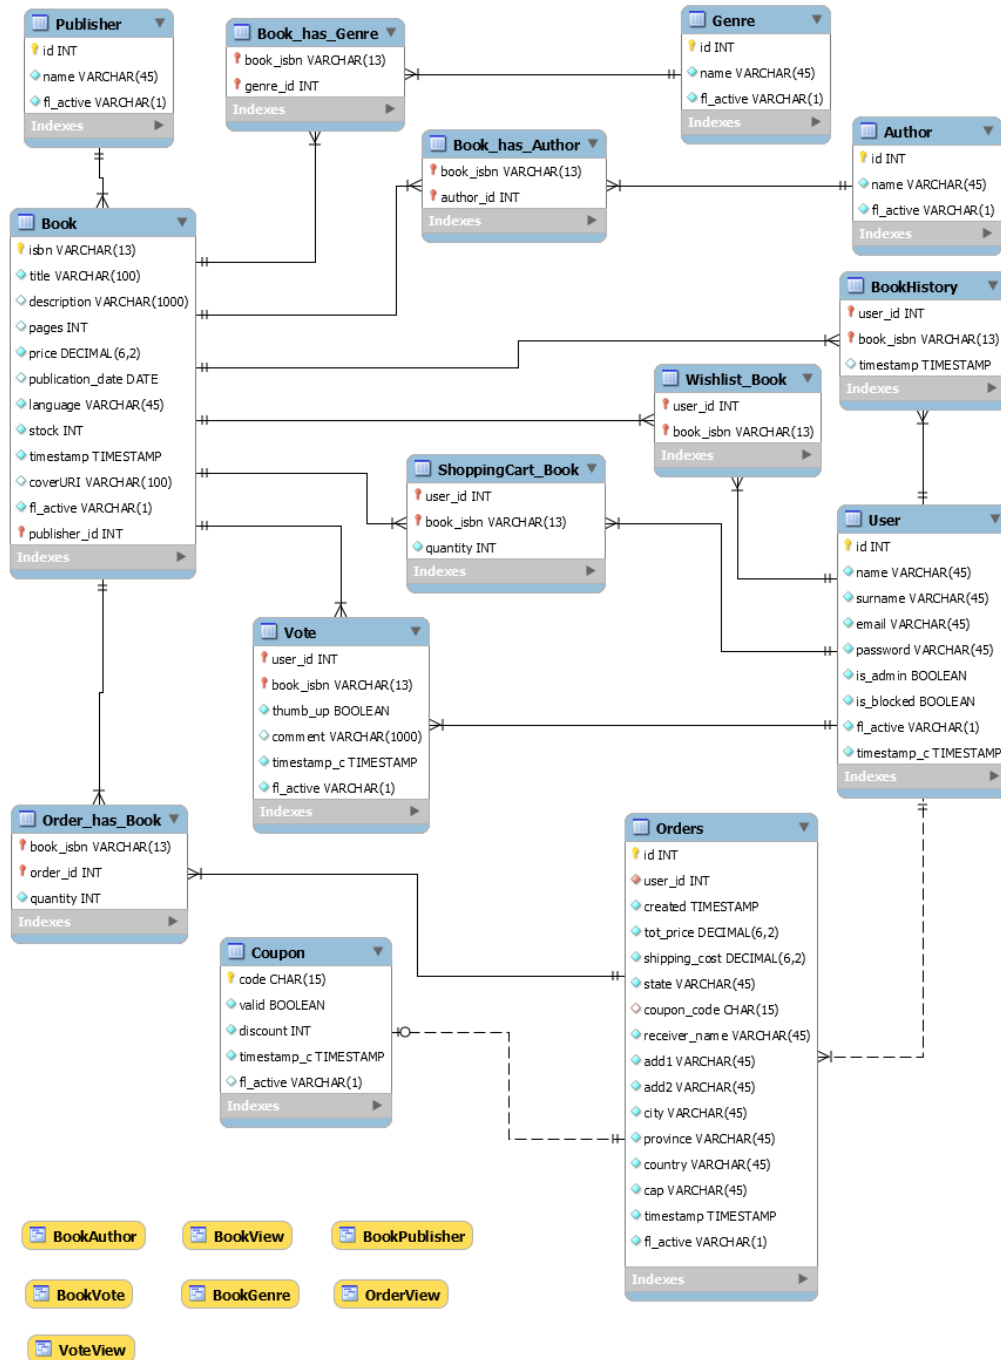 Publisher
id INT
name VARCHAR(45)
fl_active VARCHAR(1)
Indexes
Book_has_Genre
book_isbn VARCHAR(13)
genre_id INT
Indexes
Genre
id INT
name VARCHAR(45)
fl_active VARCHAR(1)
Indexes
Book_has_Author
book_isbn VARCHAR(13)
author_id INT
Indexes
Author
id INT
name VARCHAR(45)
fl_active VARCHAR(1)
Indexes
Book
isbn VARCHAR(13)
title VARCHAR(100)
description VARCHAR(1000)
pages INT
price DECIMAL(6,2)
publication_date DATE
language VARCHAR(45)
stock INT
timestamp TIMESTAMP
coverURI VARCHAR(100)
fl_active VARCHAR(1)
publisher_id INT
Indexes
BookHistory
user_id INT
book_isbn VARCHAR(13)
timestamp TIMESTAMP
Indexes
Wishlist_Book
user_id INT
book_isbn VARCHAR(13)
Indexes
ShoppingCart_Book
user_id INT
book_isbn VARCHAR(13)
quantity INT
Indexes
User
id INT
name VARCHAR(45)
surname VARCHAR(45)
email VARCHAR(45)
password VARCHAR(45)
is_admin BOOLEAN
is_blocked BOOLEAN
fl_active VARCHAR(1)
timestamp_c TIMESTAMP
Indexes
Vote
user_id INT
book_isbn VARCHAR(13)
thumb_up BOOLEAN
comment VARCHAR(1000)
timestamp_c TIMESTAMP
fl_active VARCHAR(1)
Indexes
Order_has_Book
book_isbn VARCHAR(13)
order_id INT
quantity INT
Indexes
Orders
id INT
user_id INT
created TIMESTAMP
tot_price DECIMAL(6,2)
shipping_cost DECIMAL(6,2)
state VARCHAR(45)
coupon_code CHAR(15)
receiver_name VARCHAR(45)
add1 VARCHAR(45)
add2 VARCHAR(45)
city VARCHAR(45)
province VARCHAR(45)
country VARCHAR(45)
cap VARCHAR(45)
timestamp TIMESTAMP
fl_active VARCHAR(1)
Indexes
Coupon
code CHAR(15)
valid BOOLEAN
discount INT
timestamp_c TIMESTAMP
fl_active VARCHAR(1)
Indexes
BookAuthor
BookView
BookPublisher
BookVote
BookGenre
OrderView
VoteView